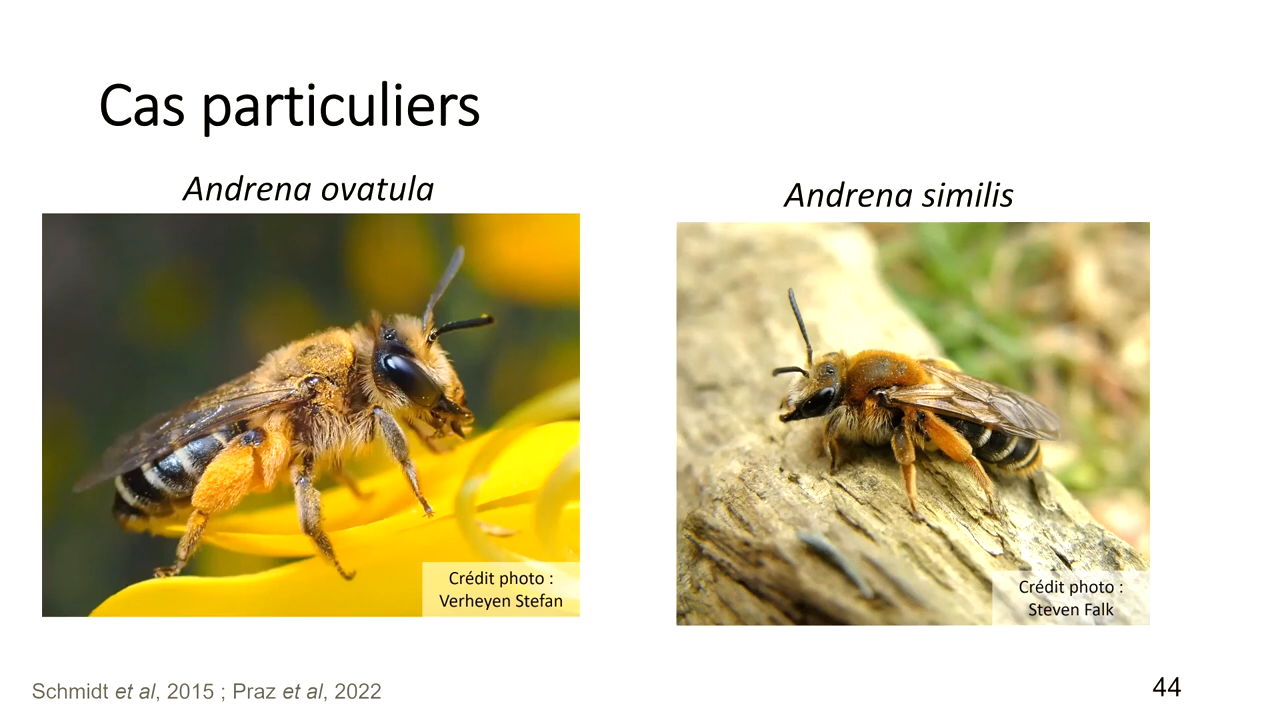 Cas particuliers
Andrena ovatula
Andrena similis
Crédit photo :
Verheyen Stefan
Crédit photo :
Steven Falk
Schmidt et al, 2015 ; Praz et al, 2022
44